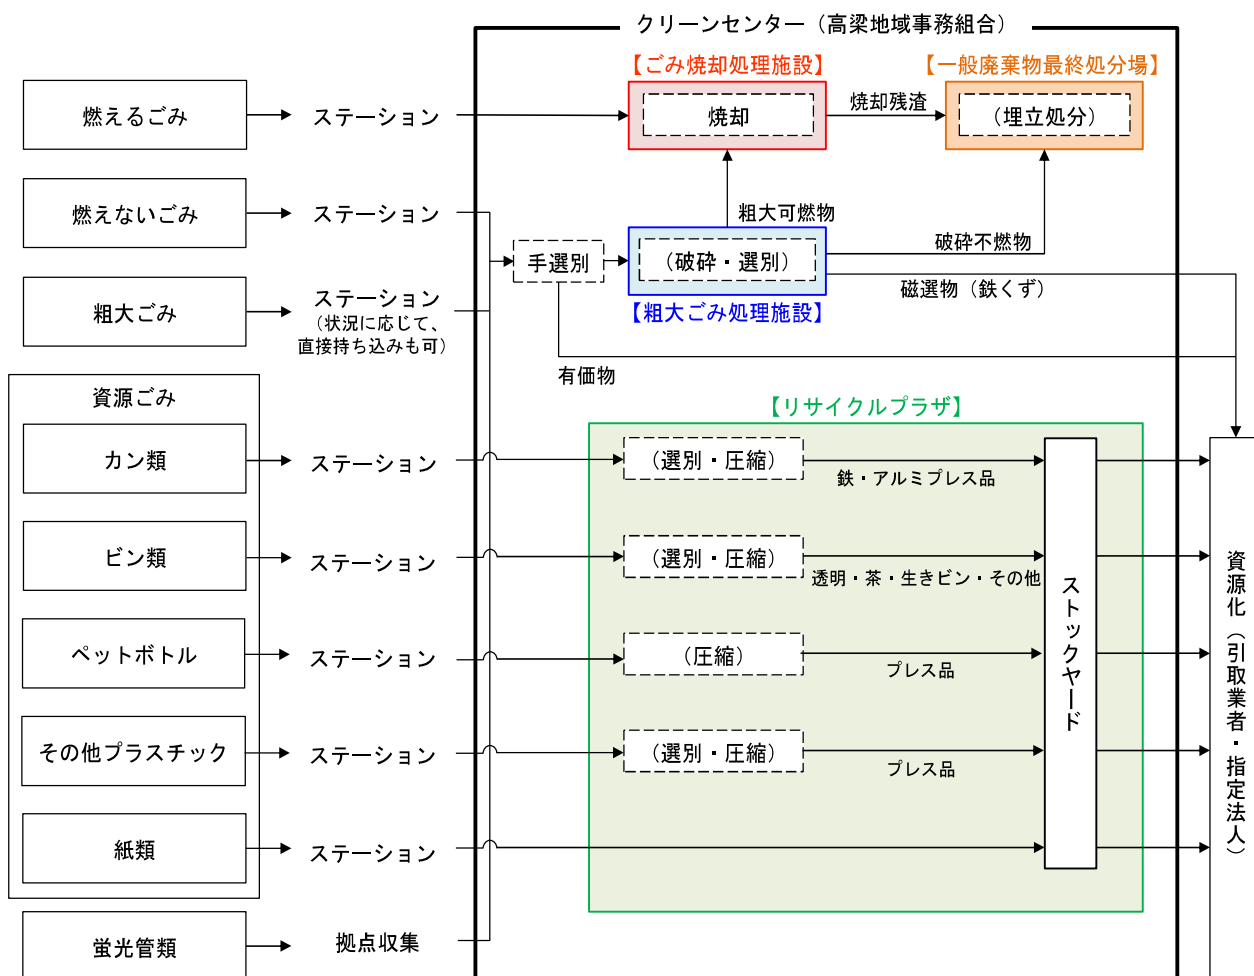 クリーンセンター（高梁地域事務組合）
【ごみ焼却処理施設】
【一般廃棄物最終処分場】
燃えるごみ
ステーション
焼却
焼却残渣
（埋立処分）
燃えないごみ
ステーション
粗大可燃物
破砕不燃物
手選別
（破砕・選別）
磁選物（鉄くず）
【粗大ごみ処理施設】
粗大ごみ
ステーション
（状況に応じて、
直接持ち込みも可）
有価物
資源ごみ
【リサイクルプラザ】
カン類
ステーション
（選別・圧縮）
鉄・アルミプレス品
ビン類
ステーション
（選別・圧縮）
透明・茶・生きビン・その他
ペットボトル
ステーション
（圧縮）
プレス品
その他プラスチック
ステーション
（選別・圧縮）
プレス品
紙類
ステーション
ストックヤード
資源化（引取業者・指定法人）
蛍光管類
拠点収集